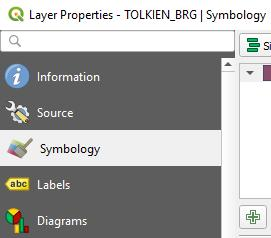 Layer Properties - TOLKIEN_BRG | Symbology
Information
Source
Symbology
abc Labels
Diagrams